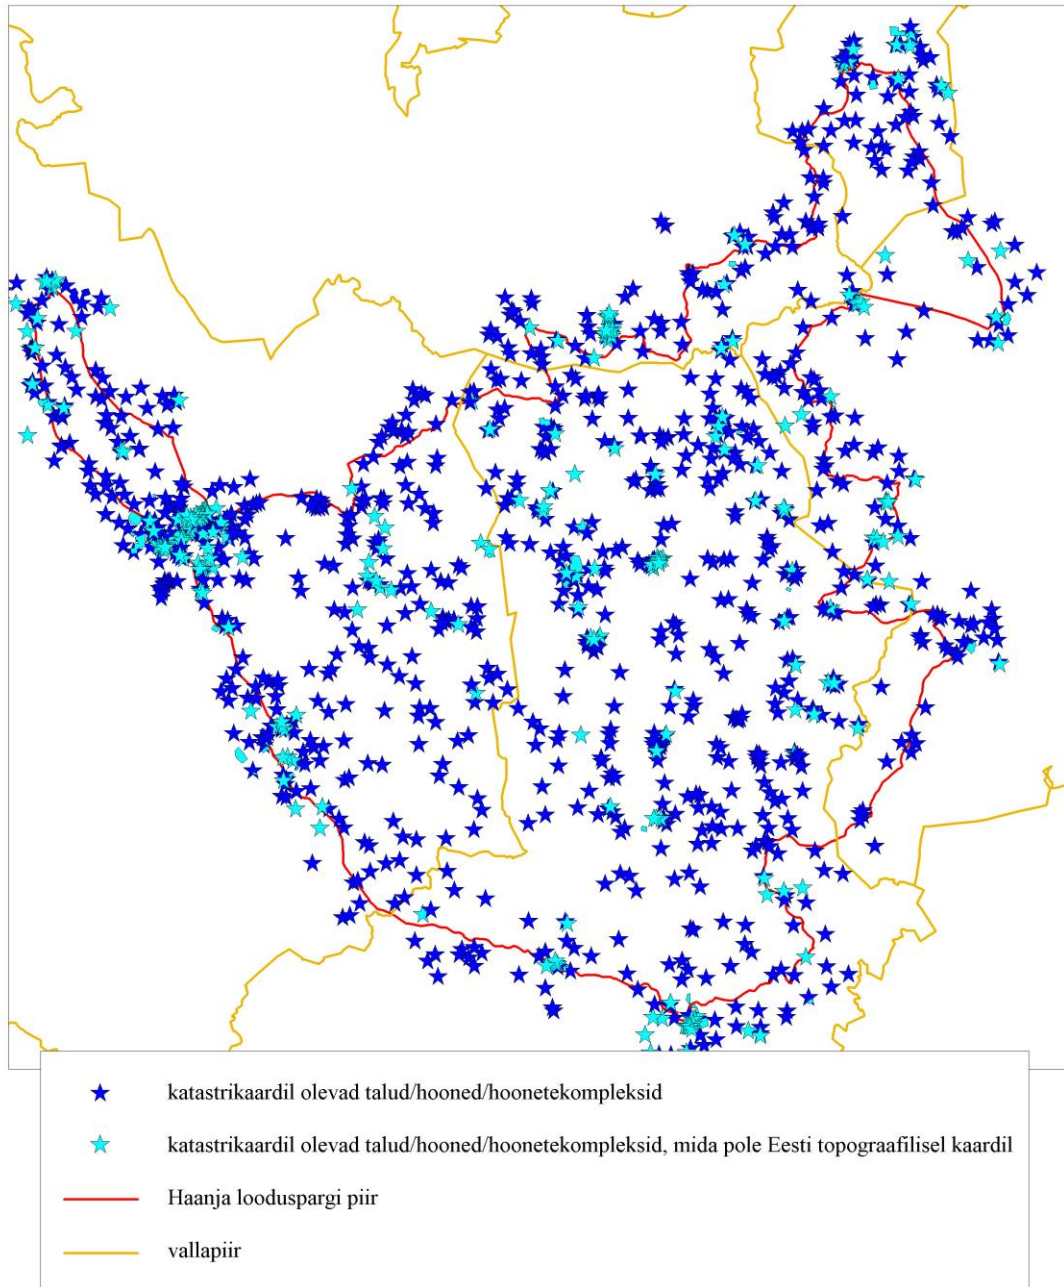 katastrikaardil olevad talud/hooned/hoonetekompleksid
katastrikaardil olevad talud/hooned/hoonetekompleksid, mida pole Eesti topograafilisel kaardil
Haanja looduspargi piir
vallapiir